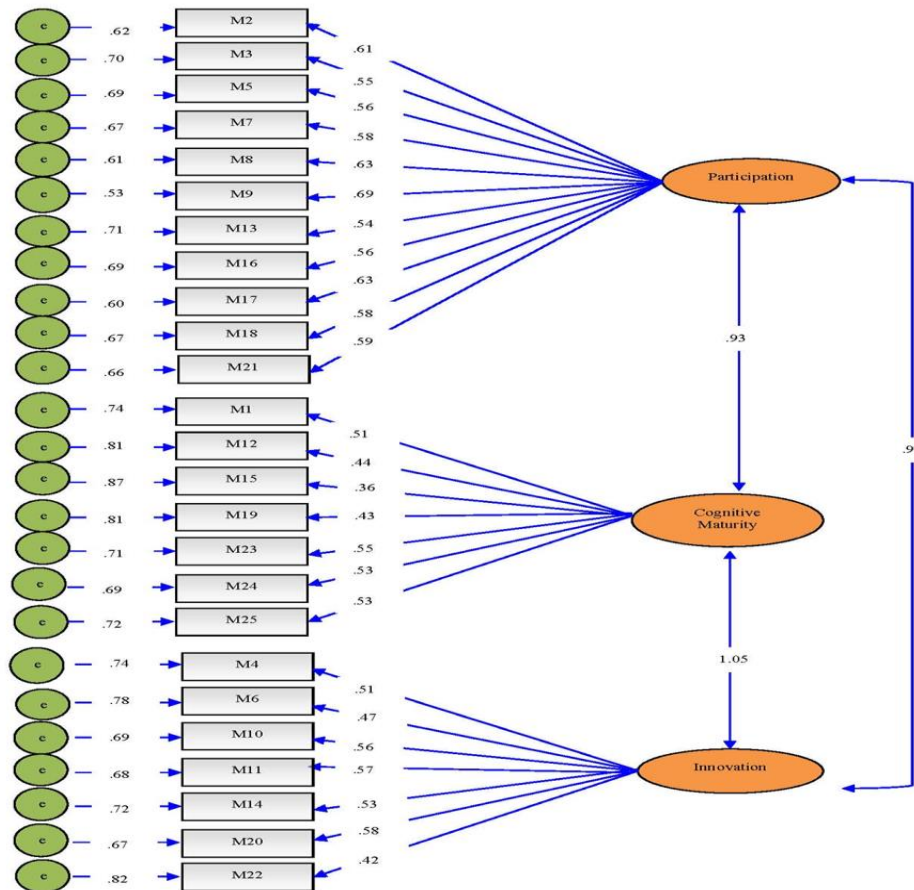 c .62 M2 .61
c .70 M3 .55
c .69 M5 .56
c .67 M7 .58
c .61 M8 .63
Participation
c .53 M9 .69
c .71 M13 .54
c .69 M16 .56
c .60 M17 .63
c .67 M18 .58
.93
c .66 M21 .59
c .74 M1 .51
c .81 M12 .44
.9
c .87 M15 .36
c .81 M19 .43
Cognitive
Maturity
c .71 M23 .55
c .69 M24 .53
c .72 M25 .53
c .74 M4 .51
1.05
c .78 M6 .47
c .69 M10 .56
c .68 M11 .57
Innovation
c .72 M14 .53
c .67 M20 .58
c .82 M22 .42